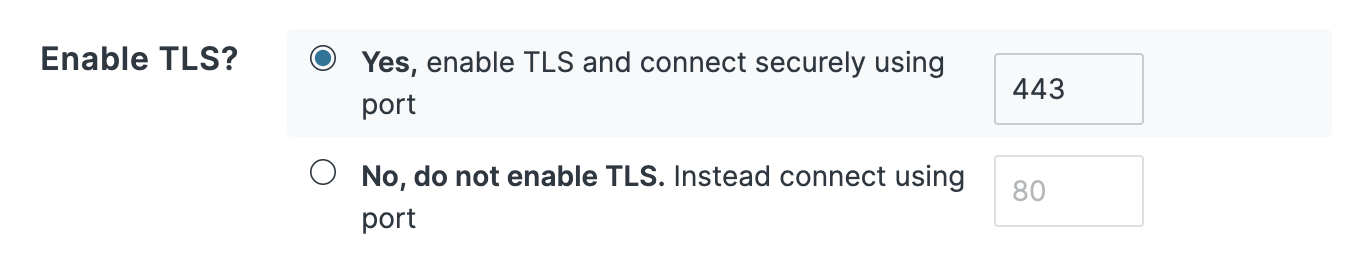 Enable TLS?
Yes, enable TLS and connect securely using
port
443
No, do not enable TLS. Instead connect using
port
80